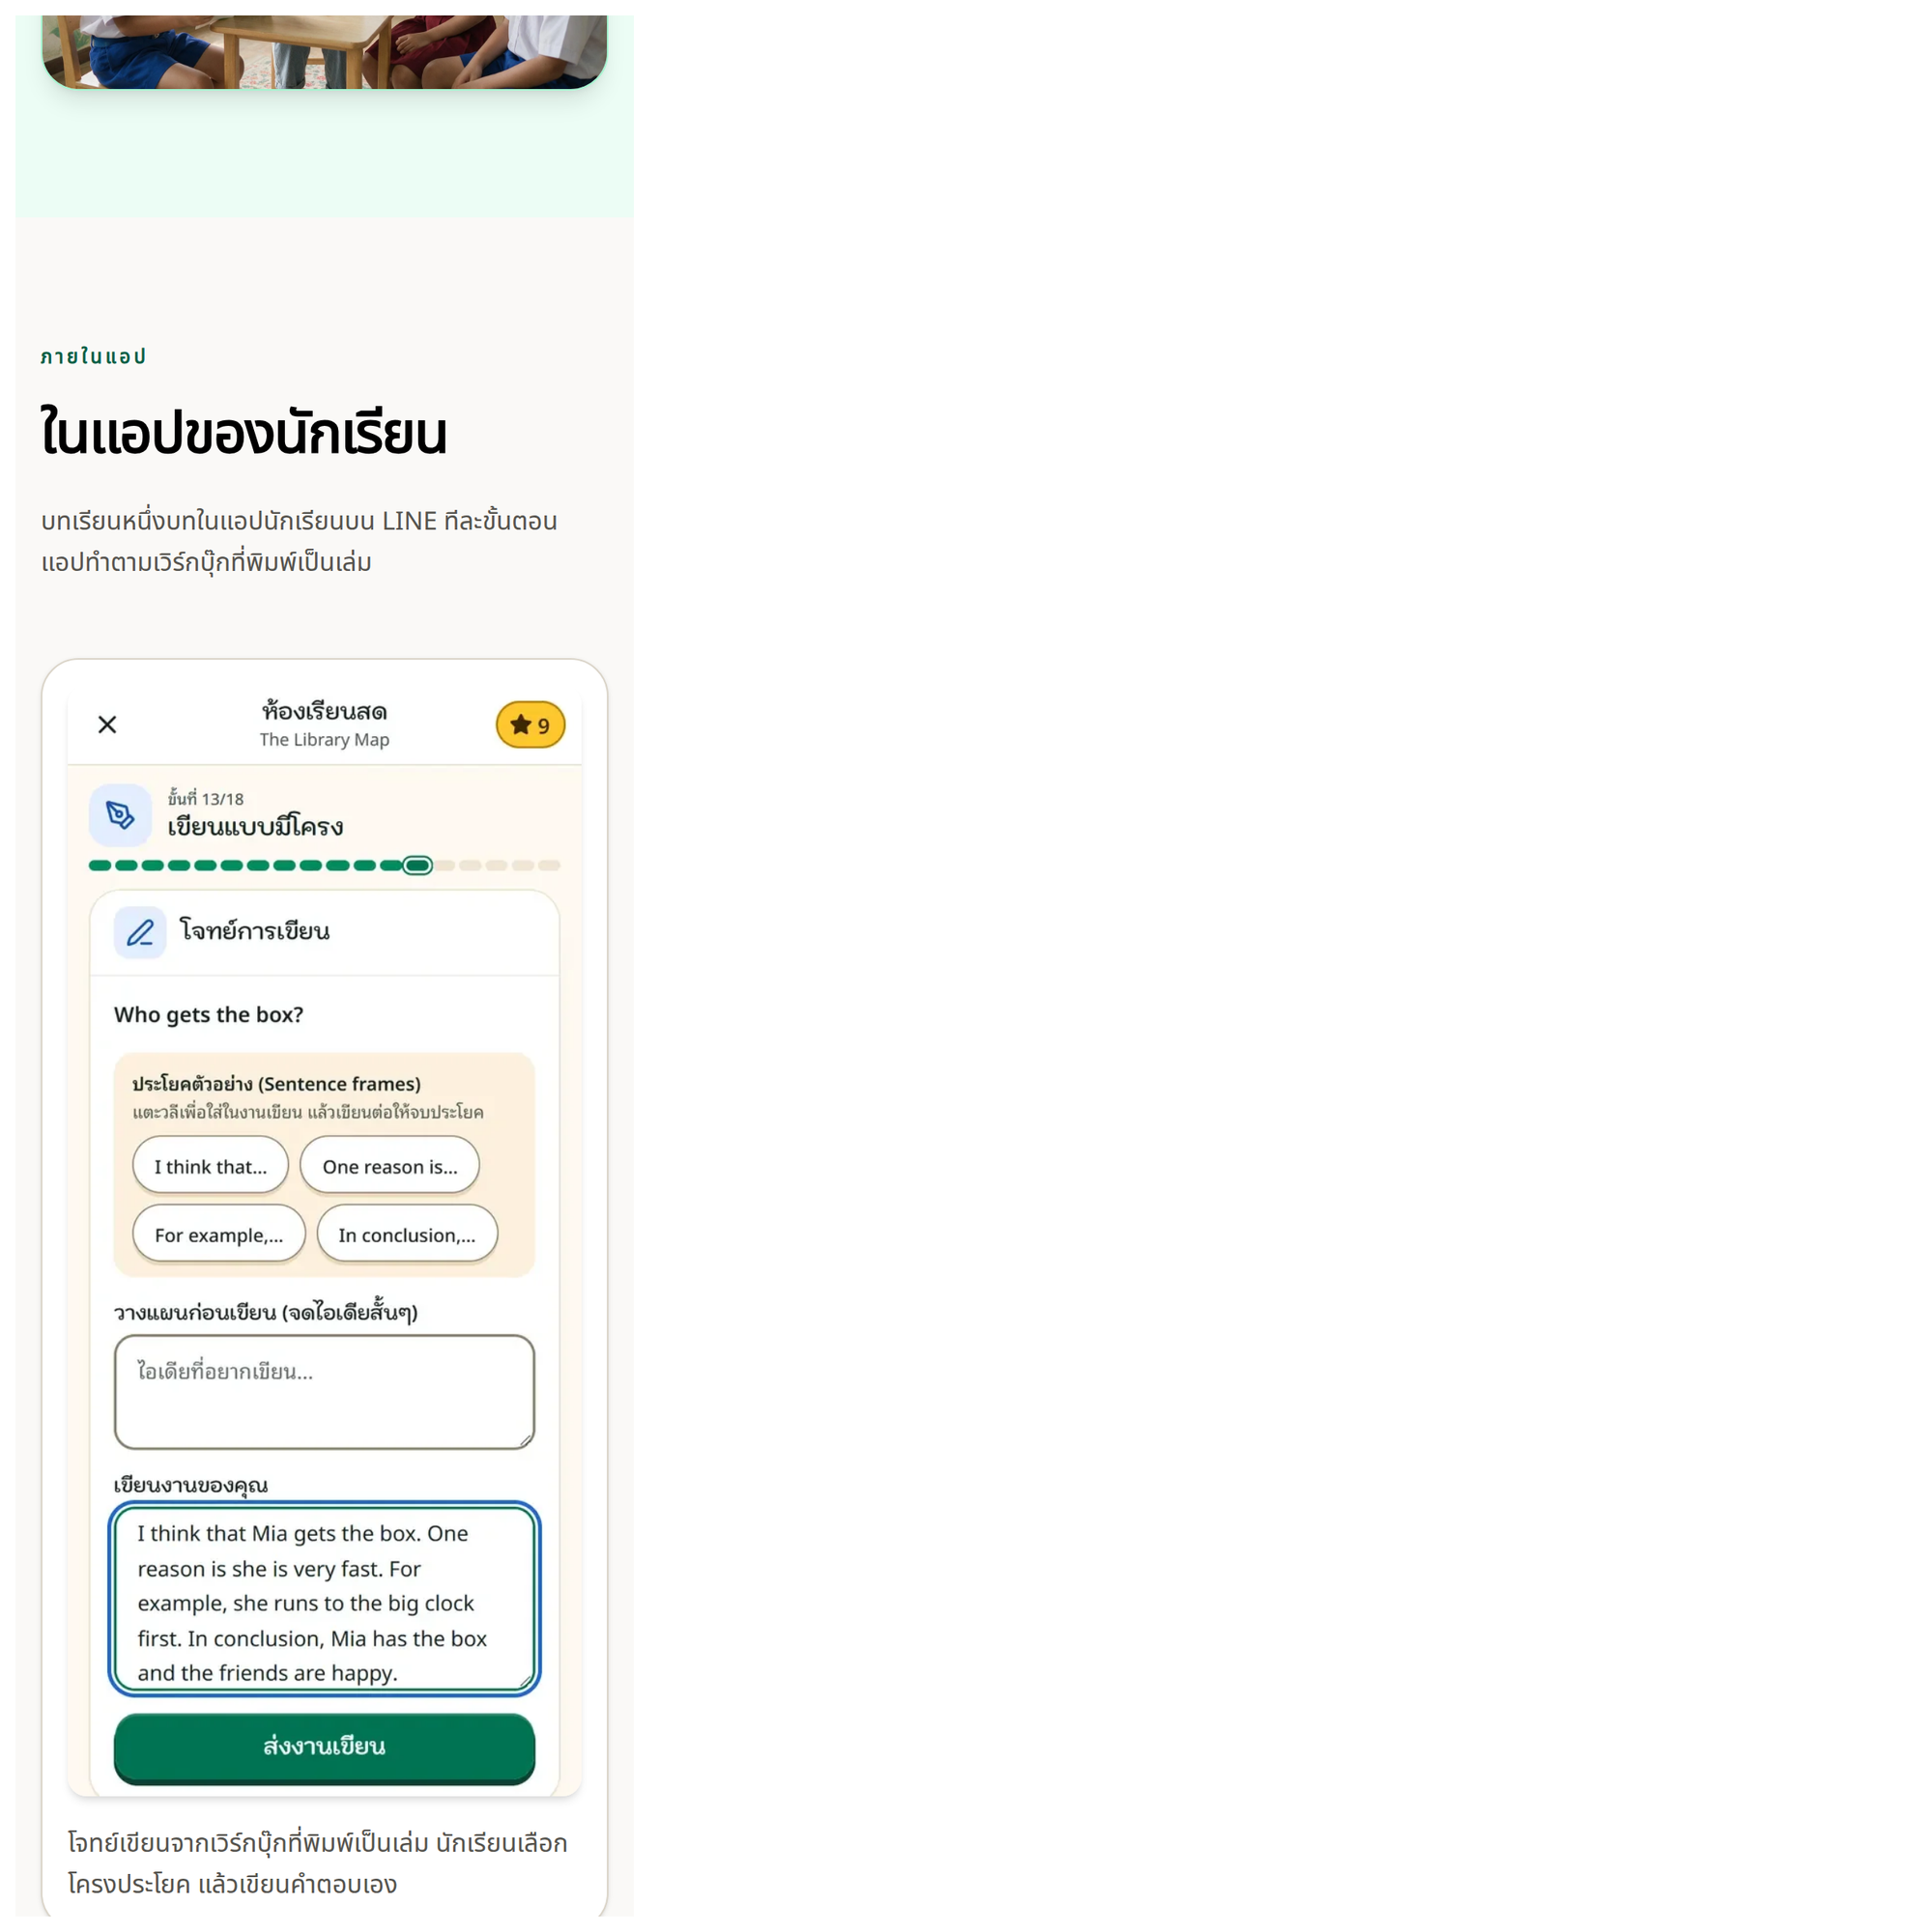 ภายในแอป
ในแอปของนักเรียน
บทเรียนหนึ่งบทในแอปนักเรียนบน LINE ทีละขั้นตอน
แอปทำตามเวิร์กบุ๊กที่พิมพ์เป็นเล่ม
ห้องเรียนสด
The Library Map
9
ขั้นที่ 13/18
เขียนแบบมีโครง
โจทย์การเขียน
Who gets the box?
ประโยคตัวอย่าง (Sentence frames)
แตะวลีเพื่อใส่ในงานเขียน แล้วเขียนต่อให้จบประโยค
I think that...
One reason is...
For example,...
In conclusion,...
วางแผนก่อนเขียน (จดไอเดียสั้นๆ)
ไอเดียที่อยากเขียน...
เขียนงานของคุณ
I think that Mia gets the box. One
reason is she is very fast. For
example, she runs to the big clock
first. In conclusion, Mia has the box
and the friends are happy.
ส่งงานเขียน
โจทย์เขียนจากเวิร์กบุ๊กที่พิมพ์เป็นเล่ม นักเรียนเลือก
โครงประโยค แล้วเขียนคำตอบเอง